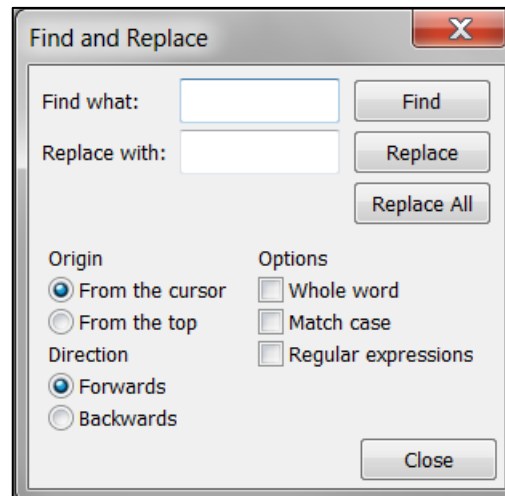 Find and Replace
Find what:
Find
Replace with:
Replace
Replace All
Origin
From the cursor
From the top
Direction
Forwards
Backwards
Options
Whole word
Match case
Regular expressions
Close